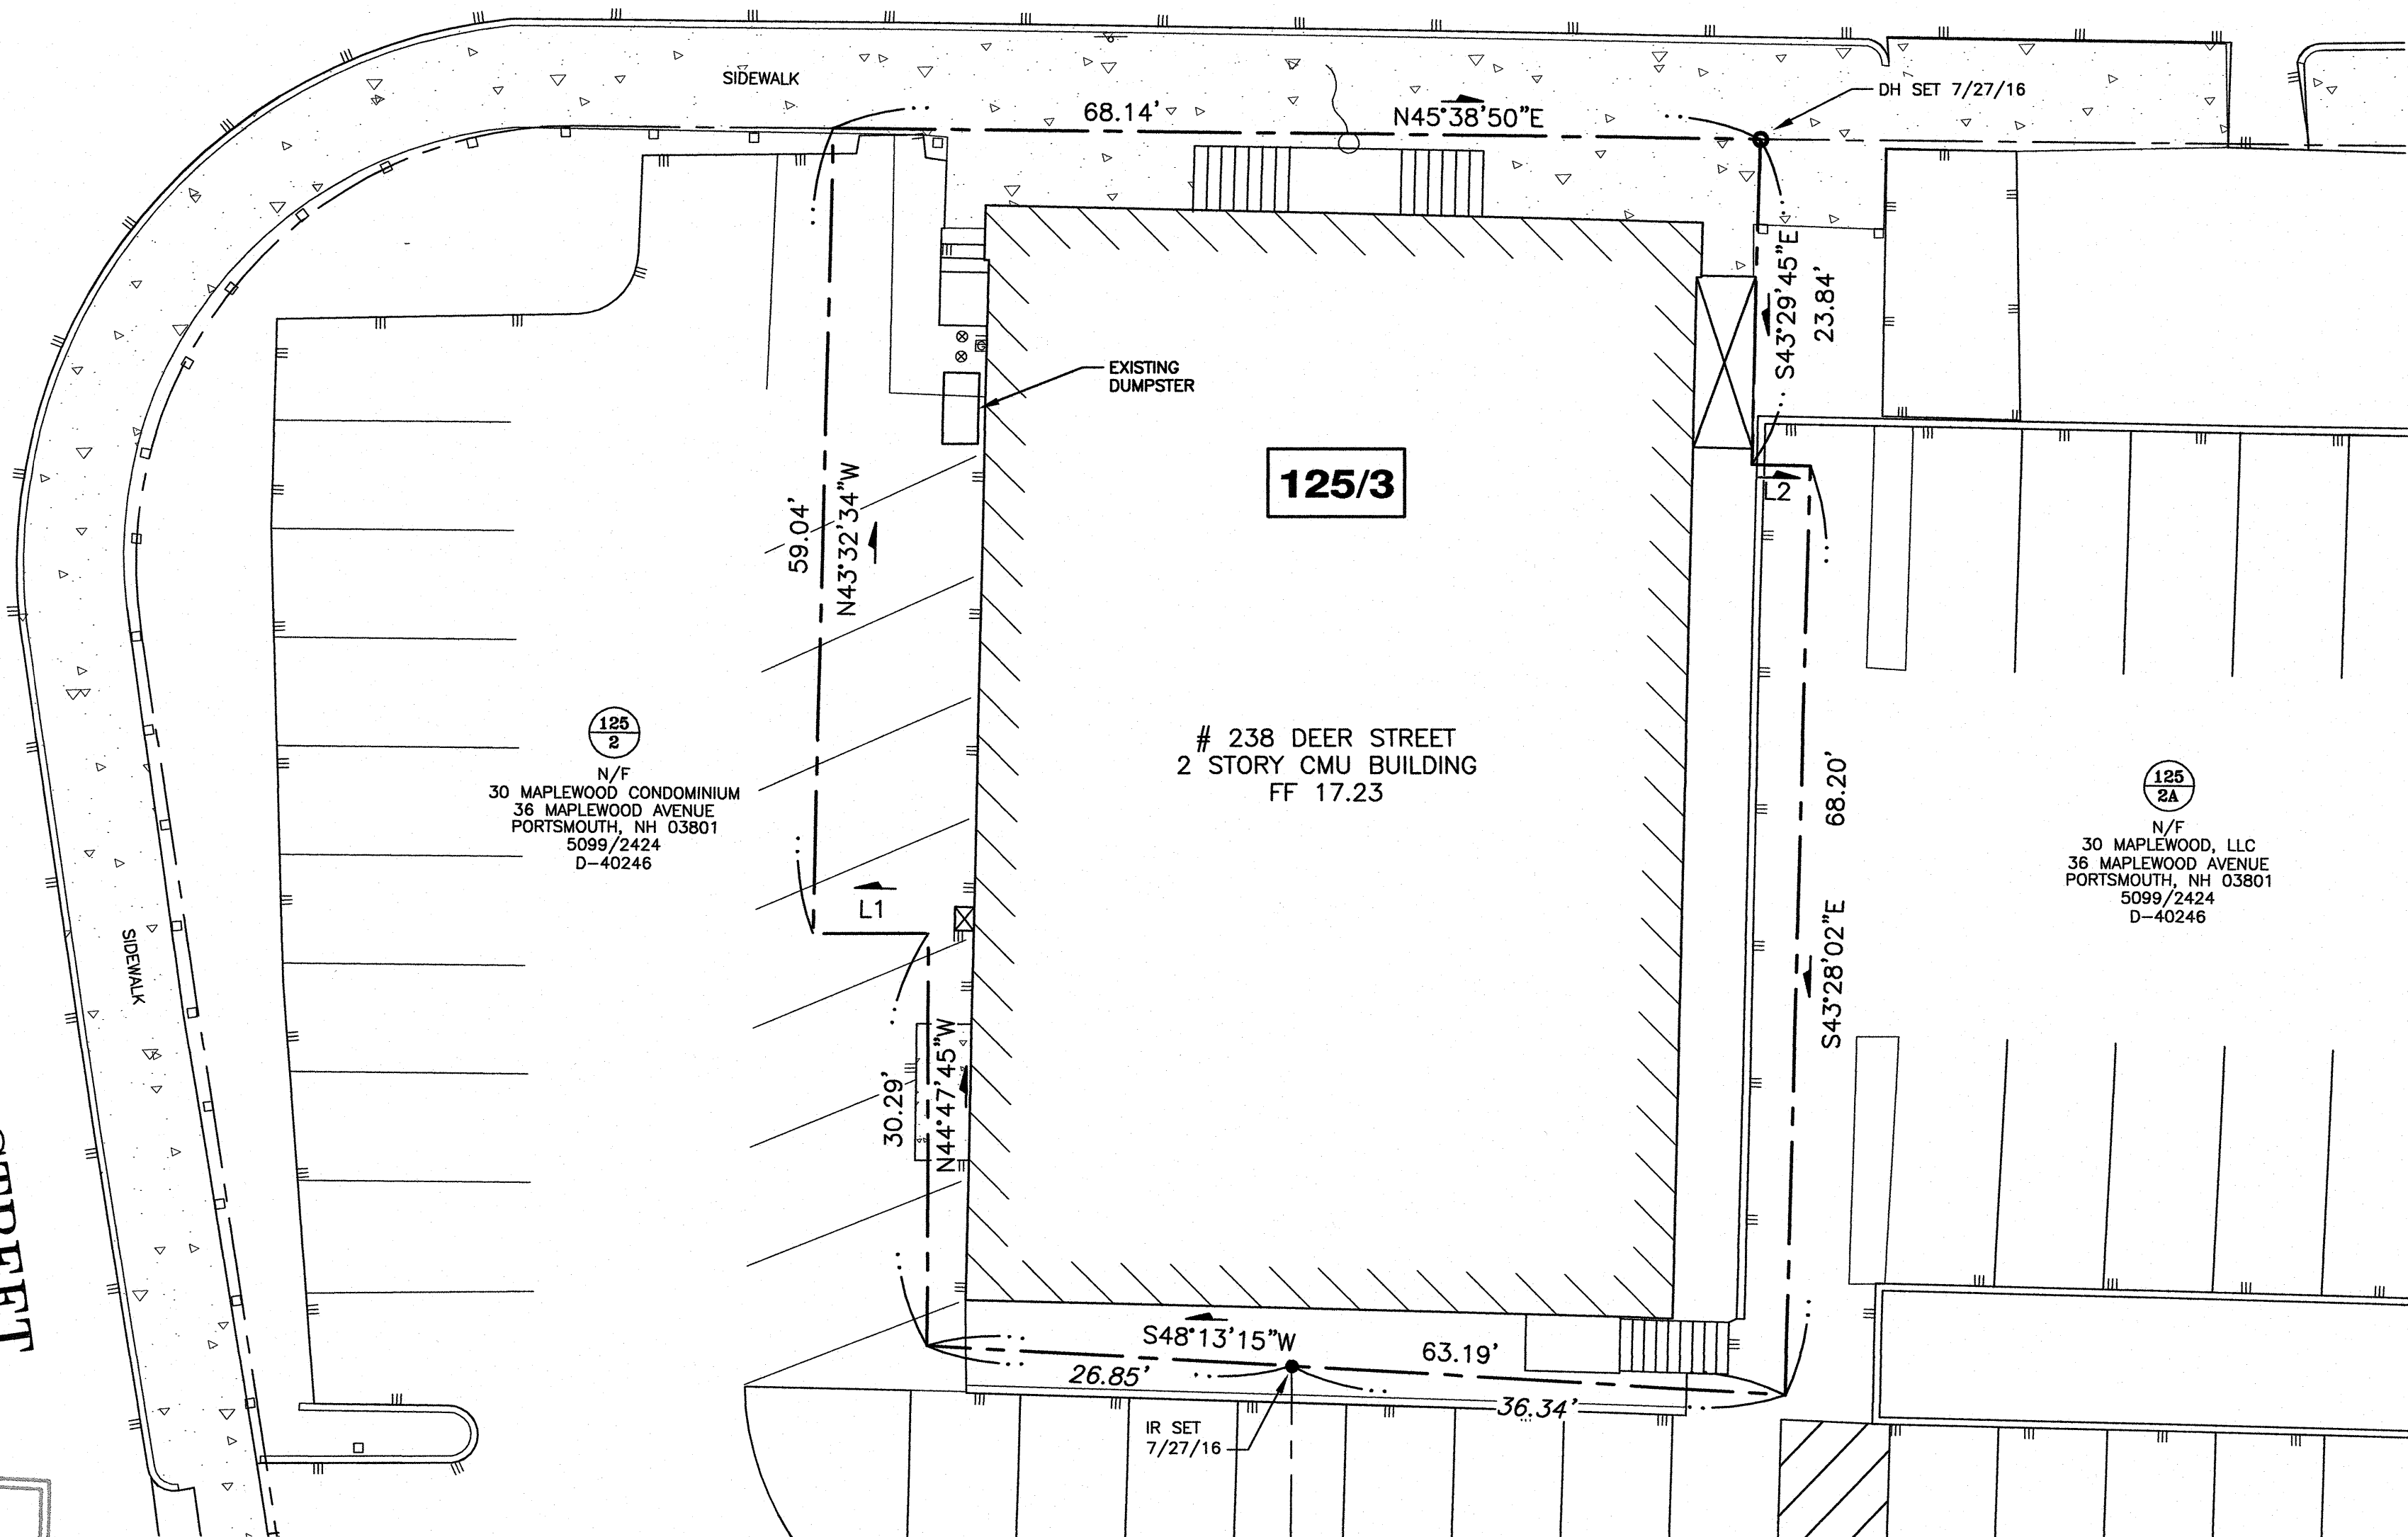 SIDEWALK
68.14'
N45°38'50"E
DH SET 7/27/16
S43°29'45"E
23.84'
EXISTING
DUMPSTER
125/3
L2
59.04'
N43°32'34"W
# 238 DEER STREET
2 STORY CMU BUILDING
FF 17.23
125
2
N/F
30 MAPLEWOOD CONDOMINIUM
36 MAPLEWOOD AVENUE
PORTSMOUTH, NH 03801
5099/2424
D-40246
68.20'
S43°28'02"E
125
2A
N/F
30 MAPLEWOOD, LLC
36 MAPLEWOOD AVENUE
PORTSMOUTH, NH 03801
5099/2424
D-40246
L1
SIDEWALK
30.29'
N44°47'45"W
S48°13'15"W
63.19'
26.85'
36.34'
IR SET
7/27/16
STREET